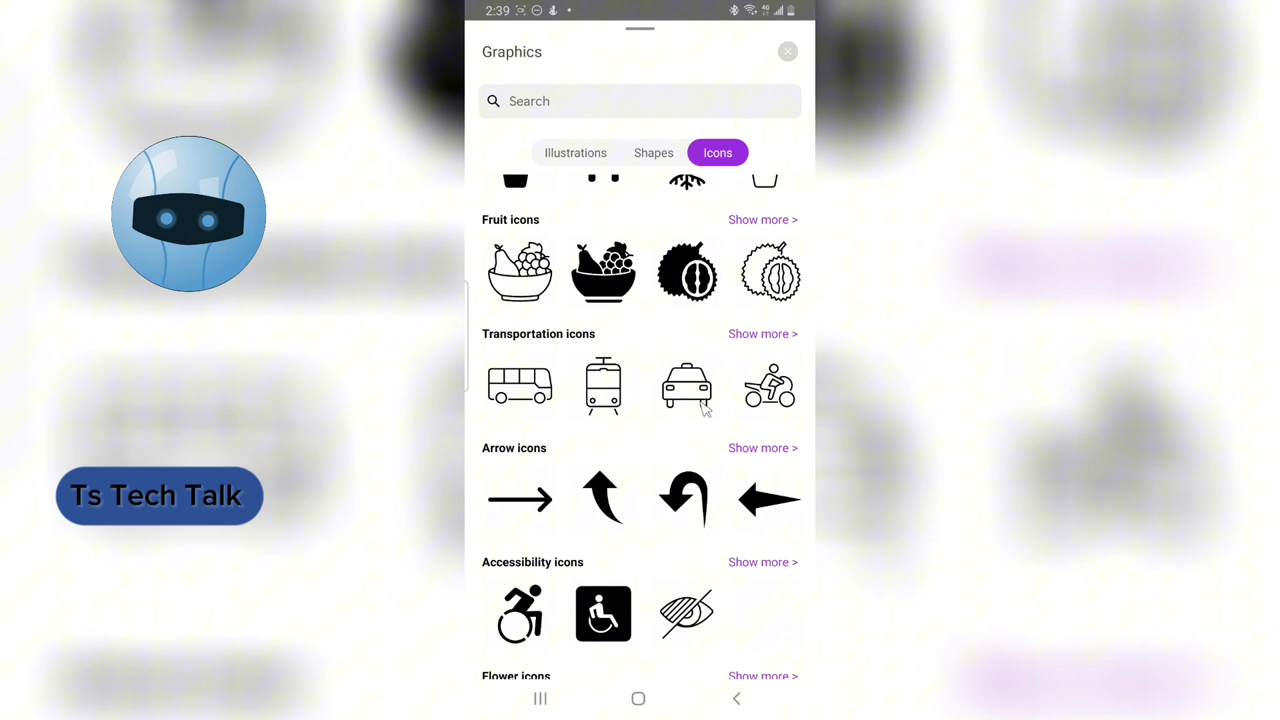 2:39
4G
Graphics
Search
Illustrations Shapes Icons
Fruit icons Show more >
Transportation icons Show more >
Arrow icons Show more >
Accessibility icons Show more >
Flower icons Show more >
Ts Tech Talk